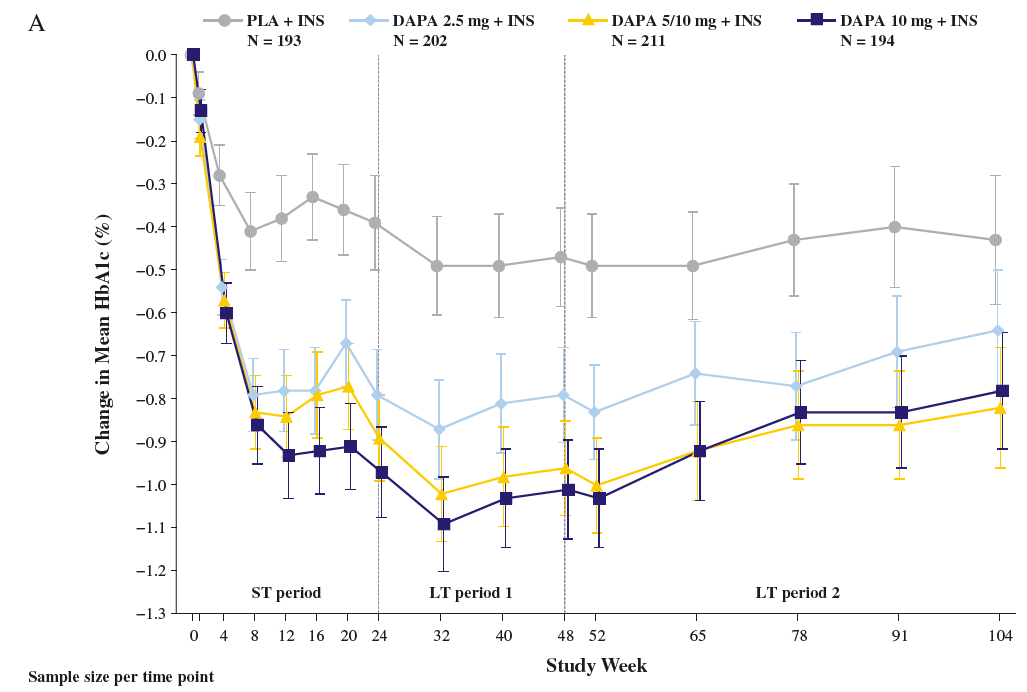 A
PLA + INS DAPA 2.5 mg + INS DAPA 5/10 mg + INS DAPA 10 mg + INS
N = 193 N = 202 N = 211 N = 194
0.0
−0.1
−0.2
−0.3
−0.4
−0.5
−0.6
−0.7
−0.8
−0.9
−1.0
−1.1
−1.2
−1.3
Change in Mean HbA1c (%)
ST period LT period 1 LT period 2
0 4 8 12 16 20 24 32 40 48 52 65 78 91 104
Study Week
Sample size per time point